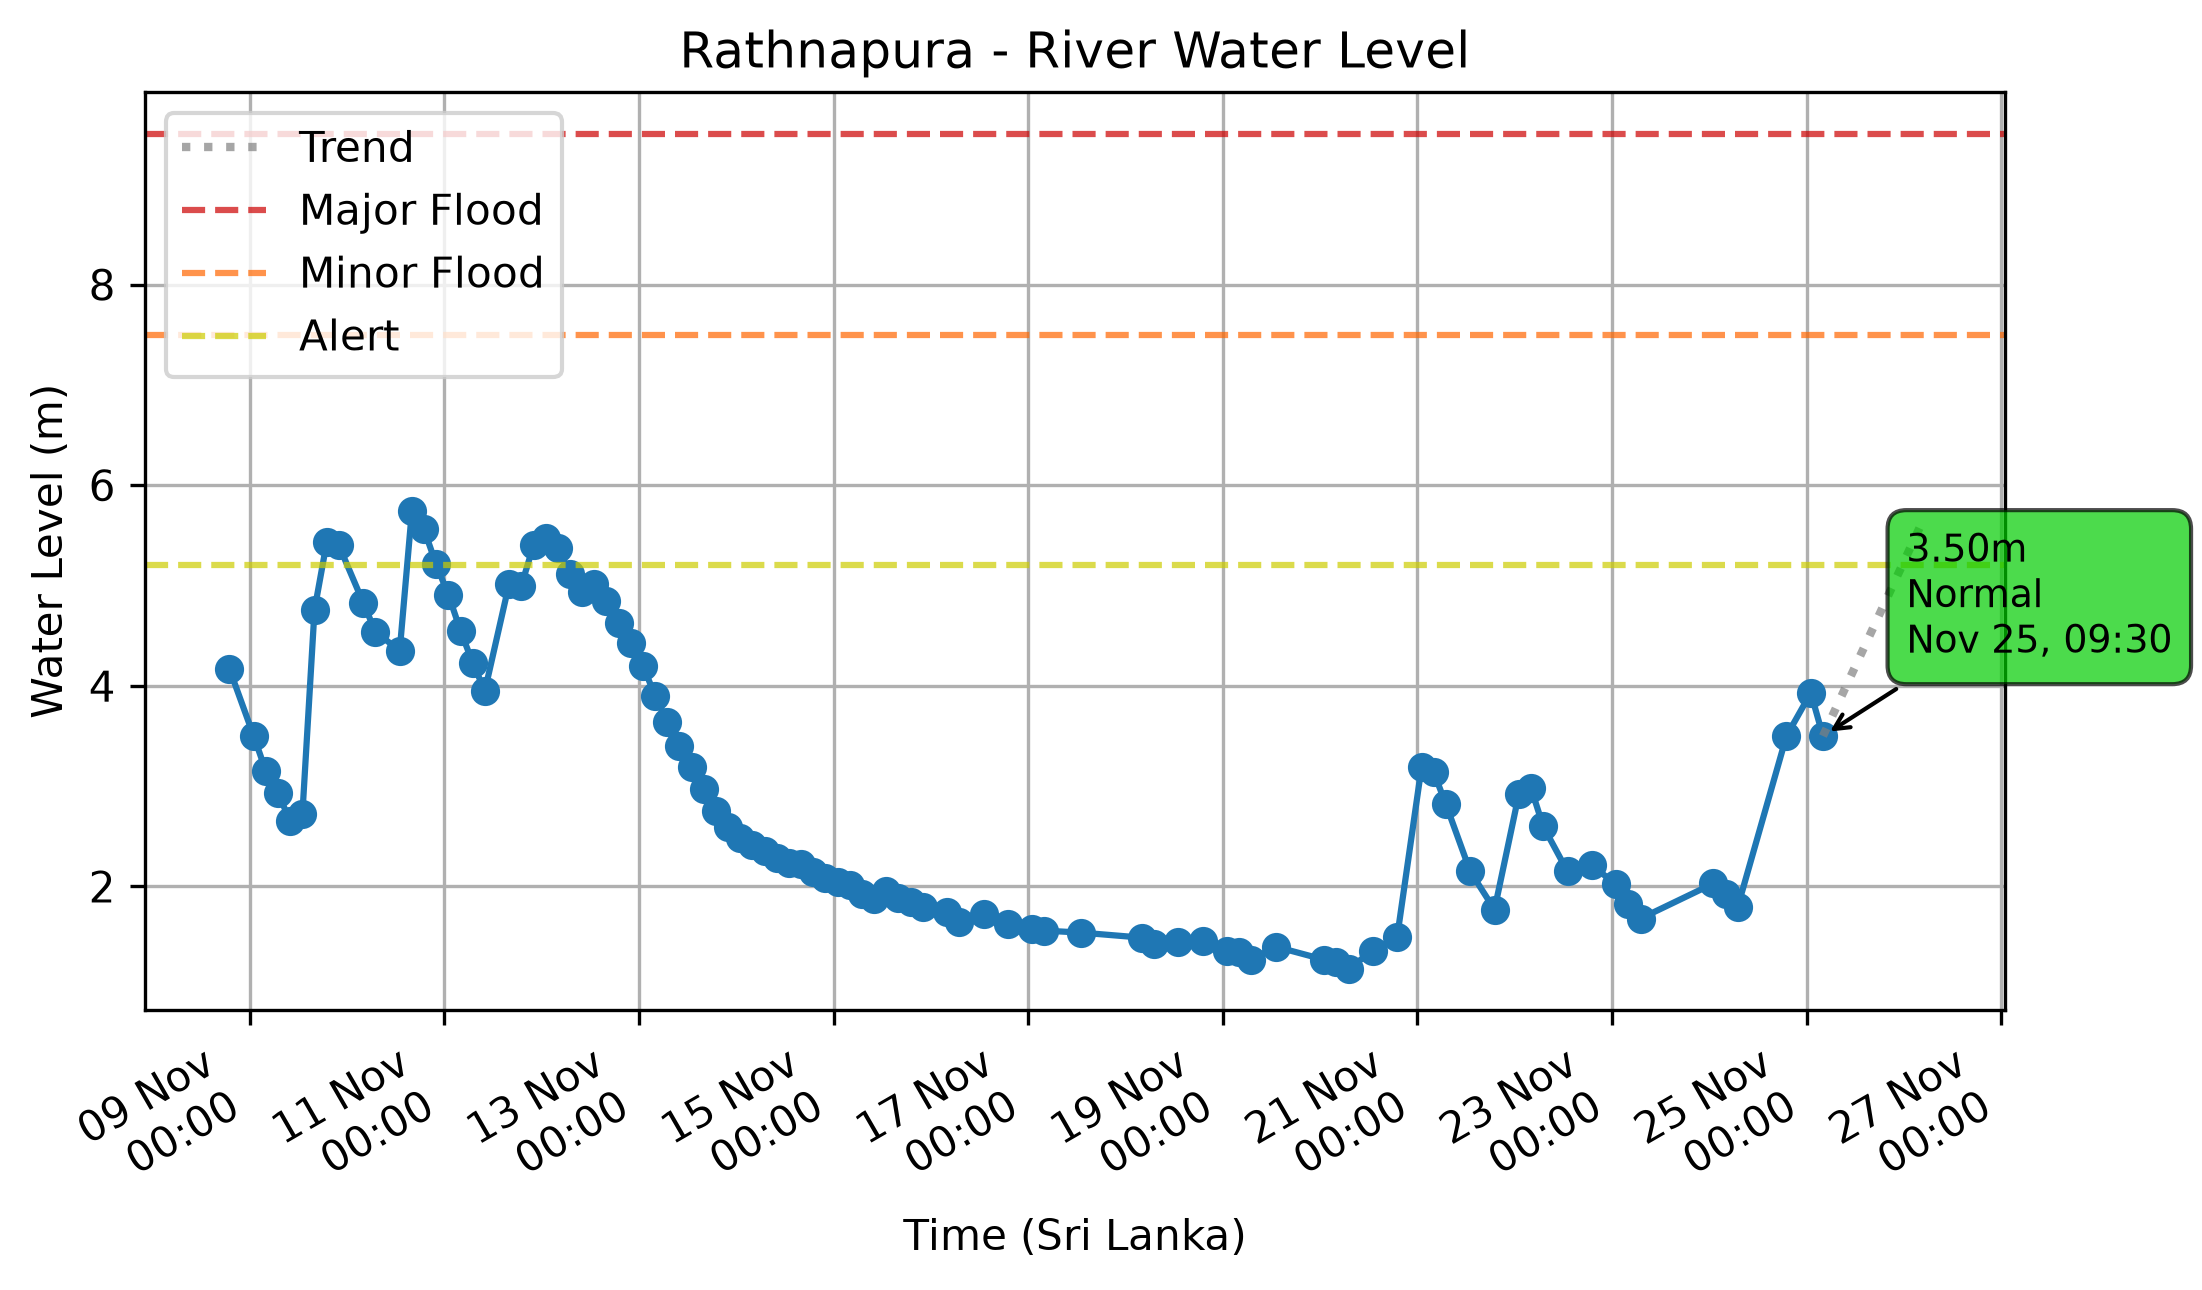 Rathnapura - River Water Level
Trend
Major Flood
Minor Flood
Alert
Water Level (m)
8
6
4
2
3.50m
Normal
Nov 25, 09:30
09 Nov
00:00
11 Nov
00:00
13 Nov
00:00
15 Nov
00:00
17 Nov
00:00
19 Nov
00:00
21 Nov
00:00
23 Nov
00:00
25 Nov
00:00
27 Nov
00:00
Time (Sri Lanka)